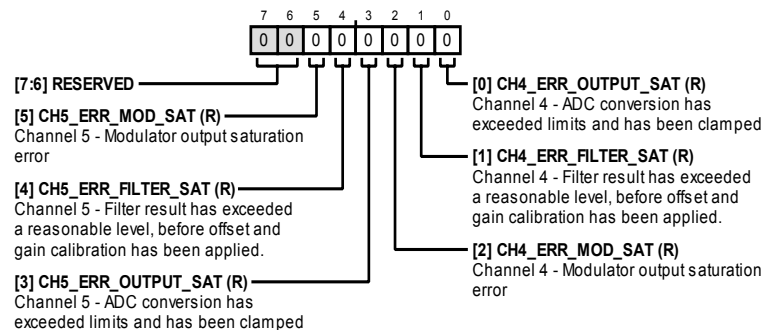 7 6 5 4 3 2 1 0
0 0 0 0 0 0 0 0
[7:6] RESERVED
[5] CH5_ERR_MOD_SAT (R)
Channel 5 - Modulator output saturation
error
[4] CH5_ERR_FILTER_SAT (R)
Channel 5 - Filter result has exceeded
a reasonable level, before offset and
gain calibration has been applied.
[3] CH5_ERR_OUTPUT_SAT (R)
Channel 5 - ADC conversion has
exceeded limits and has been clamped
[0] CH4_ERR_OUTPUT_SAT (R)
Channel 4 - ADC conversion has
exceeded limits and has been clamped
[1] CH4_ERR_FILTER_SAT (R)
Channel 4 - Filter result has exceeded
a reasonable level, before offset and
gain calibration has been applied.
[2] CH4_ERR_MOD_SAT (R)
Channel 4 - Modulator output saturation
error